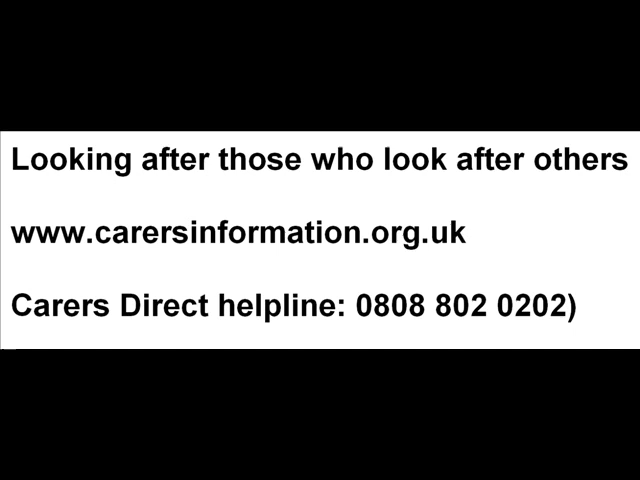 Looking after those who look after others
www.carersinformation.org.uk
Carers Direct helpline: 0808 802 0202)